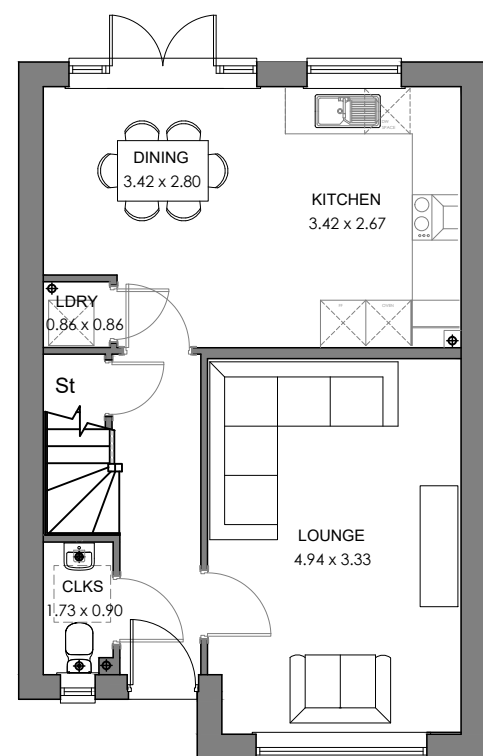 DINING
3.42 x 2.80
KITCHEN
3.42 x 2.67
LDRY
0.86 x 0.86
St
LOUNGE
4.94 x 3.33
CLKS
1.73 x 0.90